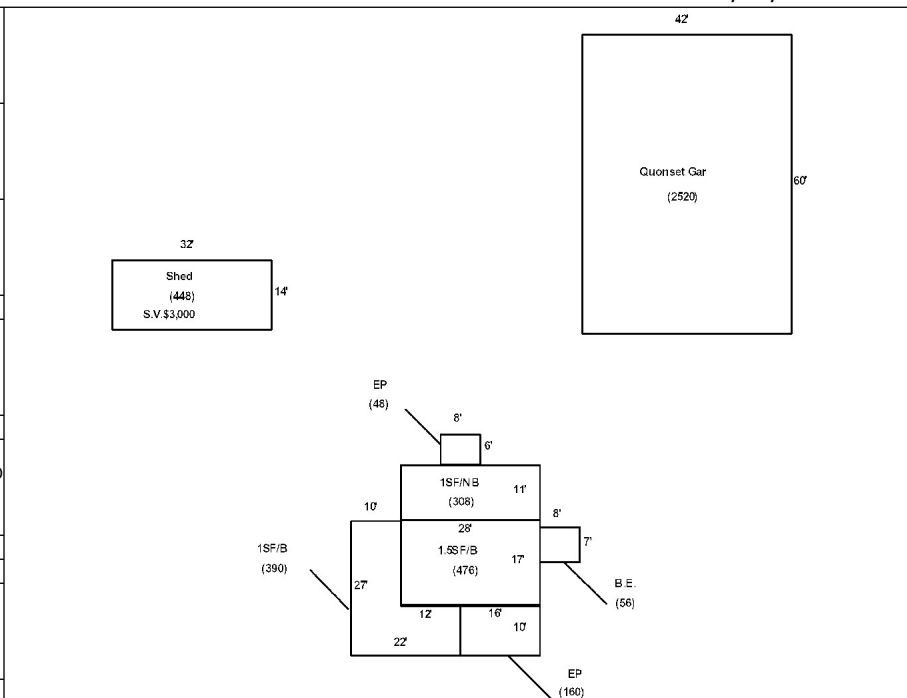 42'
Quonset Gar
(2520)
60'
32'
Shed
(448)
S.V.$3,000
14'
EP
(48)
8'
6'
1SF/NB
(308)
11'
10'
8'
28'
1.5SF/B
(476)
17'
7'
1SF/B
(390)
27'
B.E.
(56)
12'
16'
10'
22'
EP
(160)